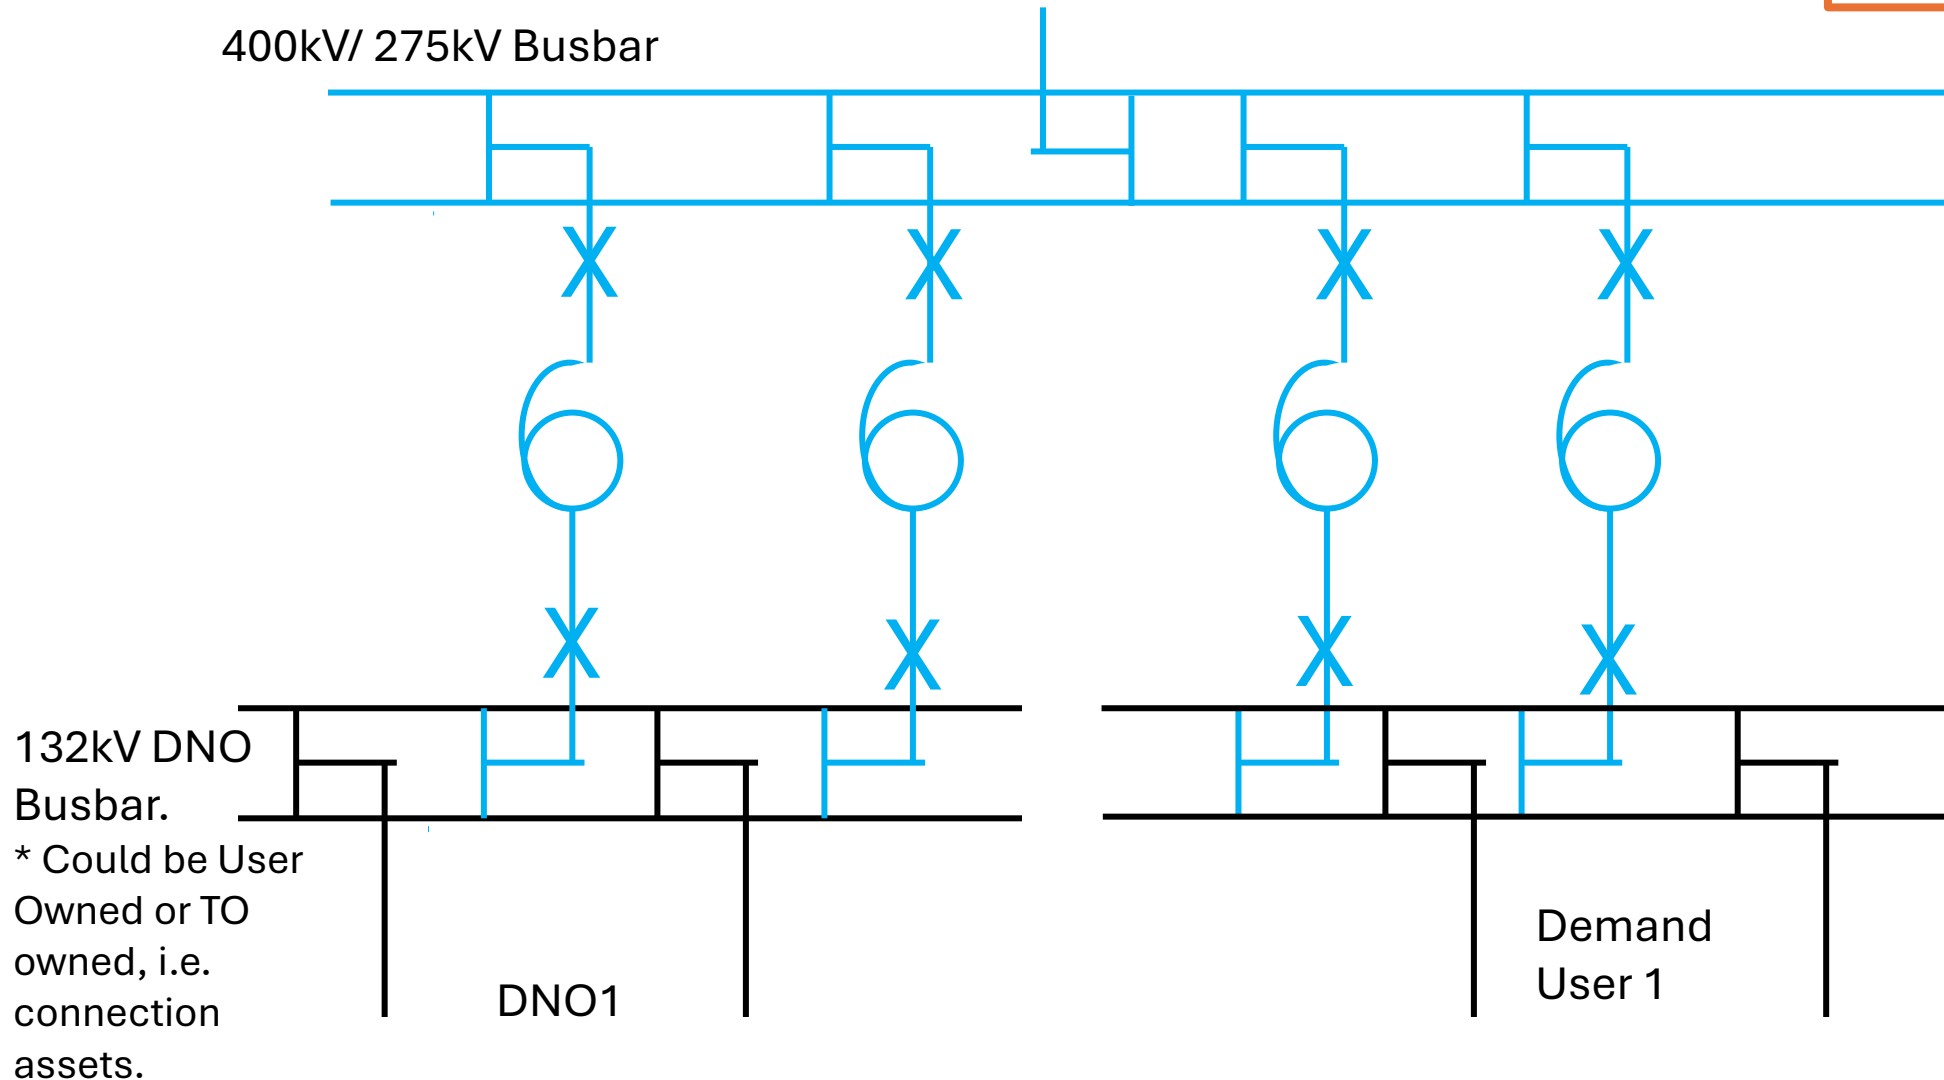 400kV/ 275kV Busbar
X X X X
X X X X
132kV DNO
Busbar.
* Could be User
Owned or TO
owned, i.e.
connection
assets.
DNO1
Demand
User 1